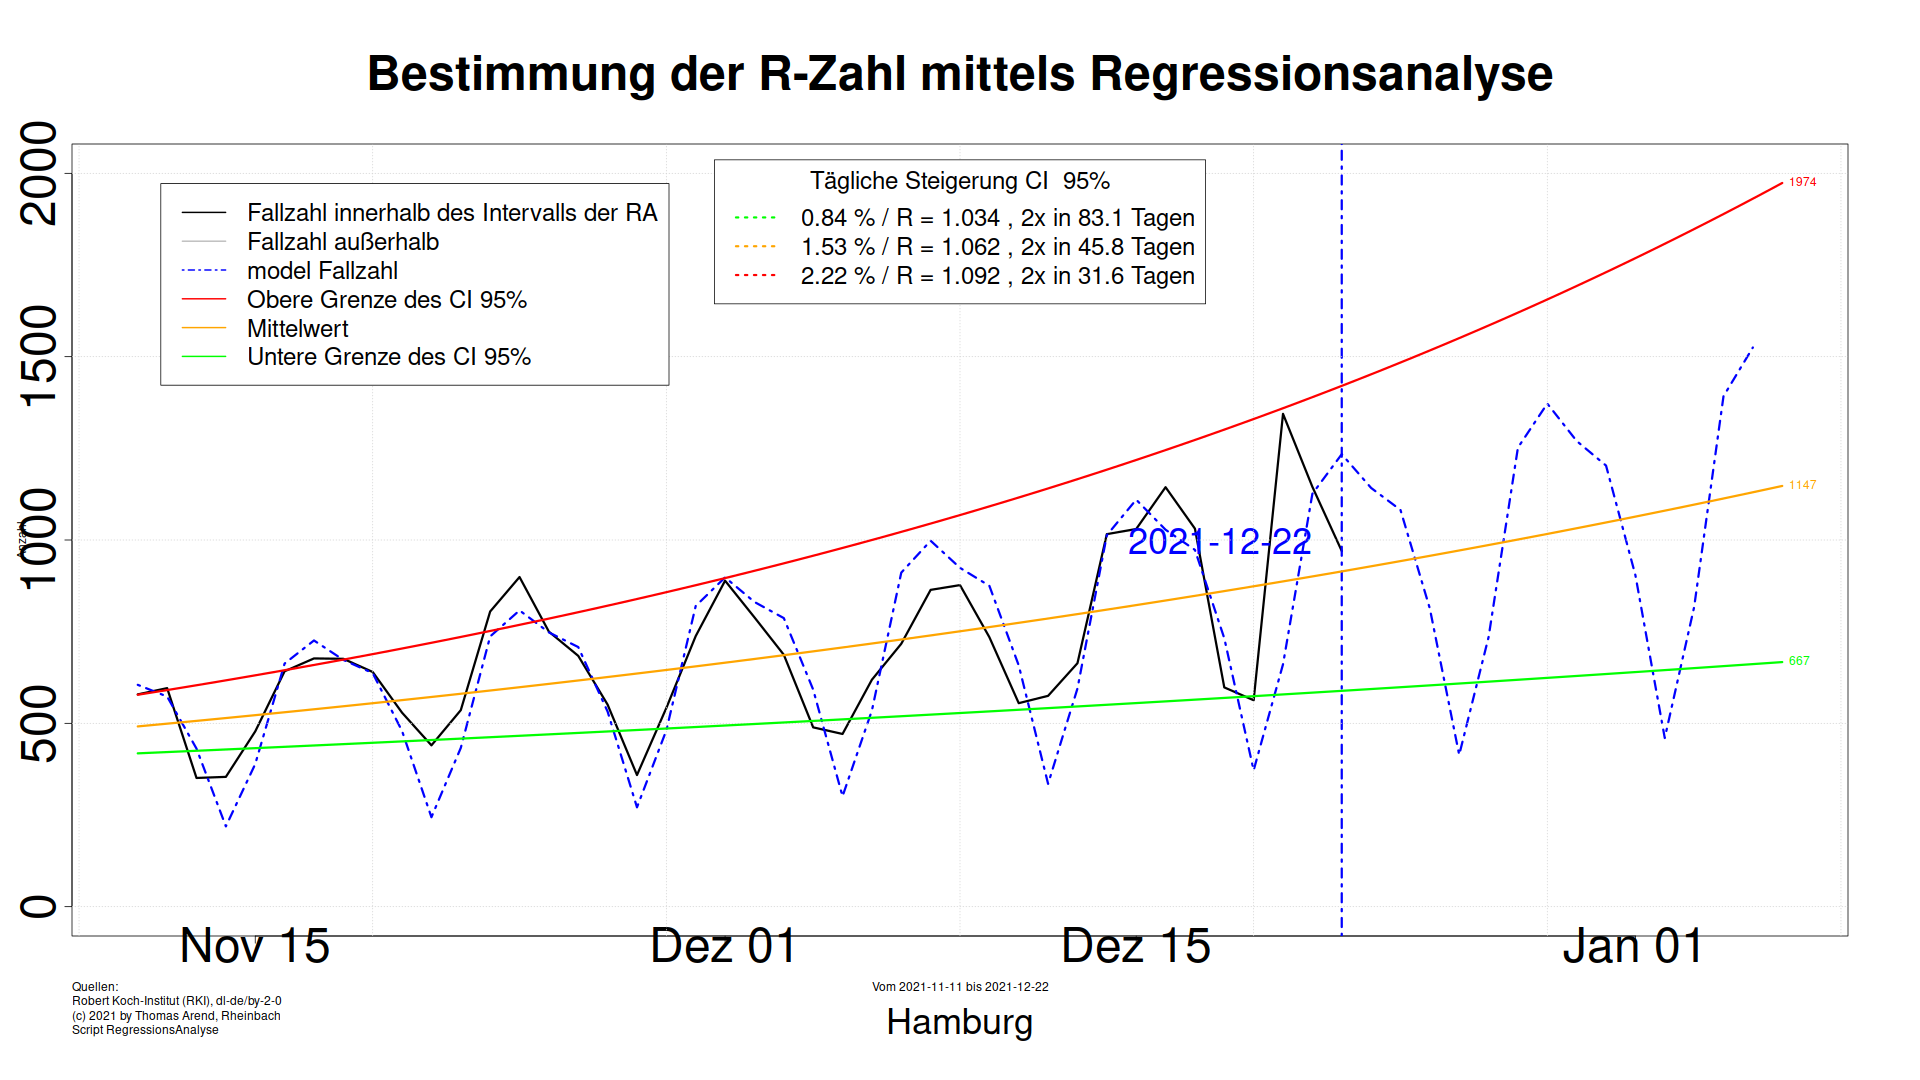 Bestimmung der R-Zahl mittels Regressionsanalyse
2000
1500
1000
500
0
Anzahl
Fallzahl innerhalb des Intervalls der RA
Fallzahl außerhalb
model Fallzahl
Obere Grenze des CI 95%
Mittelwert
Untere Grenze des CI 95%
Tägliche Steigerung CI 95%
0.84 % / R = 1.034 , 2x in 83.1 Tagen
1.53 % / R = 1.062 , 2x in 45.8 Tagen
2.22 % / R = 1.092 , 2x in 31.6 Tagen
1974
1147
667
2021-12-22
Nov 15
Dez 01
Dez 15
Jan 01
Quellen:
Robert Koch-Institut (RKI), dl-de/by-2-0
(c) 2021 by Thomas Arend, Rheinbach
Script RegressionsAnalyse
Vom 2021-11-11 bis 2021-12-22
Hamburg